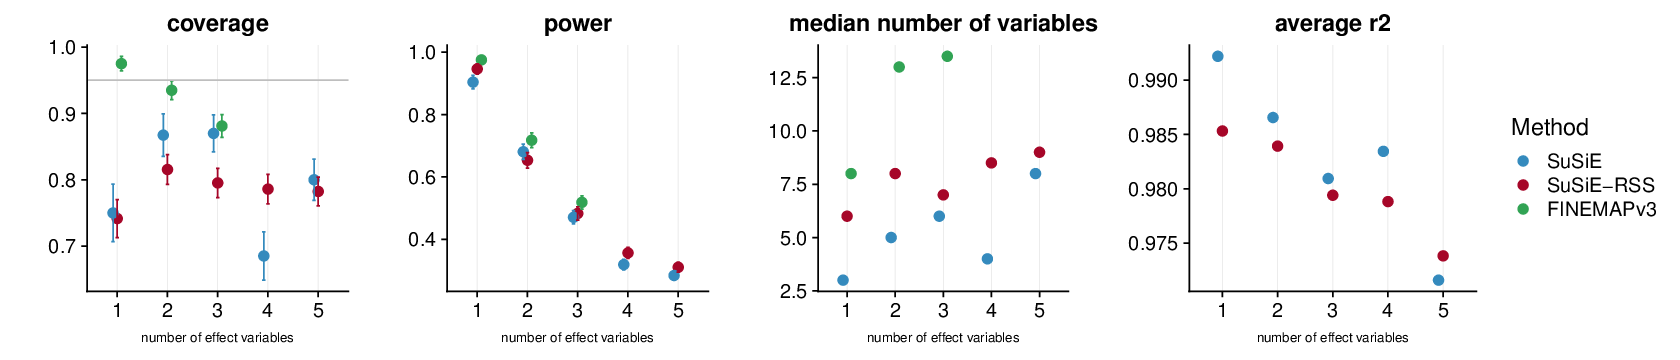 coverage
1.0
0.9
0.8
0.7
1 2 3 4 5
number of effect variables
power
1.0
0.8
0.6
0.4
1 2 3 4 5
number of effect variables
median number of variables
12.5
10.0
7.5
5.0
2.5
1 2 3 4 5
number of effect variables
average r2
0.990
0.985
0.980
0.975
1 2 3 4 5
number of effect variables
Method
SuSiE
SuSiE−RSS
FINEMAPv3